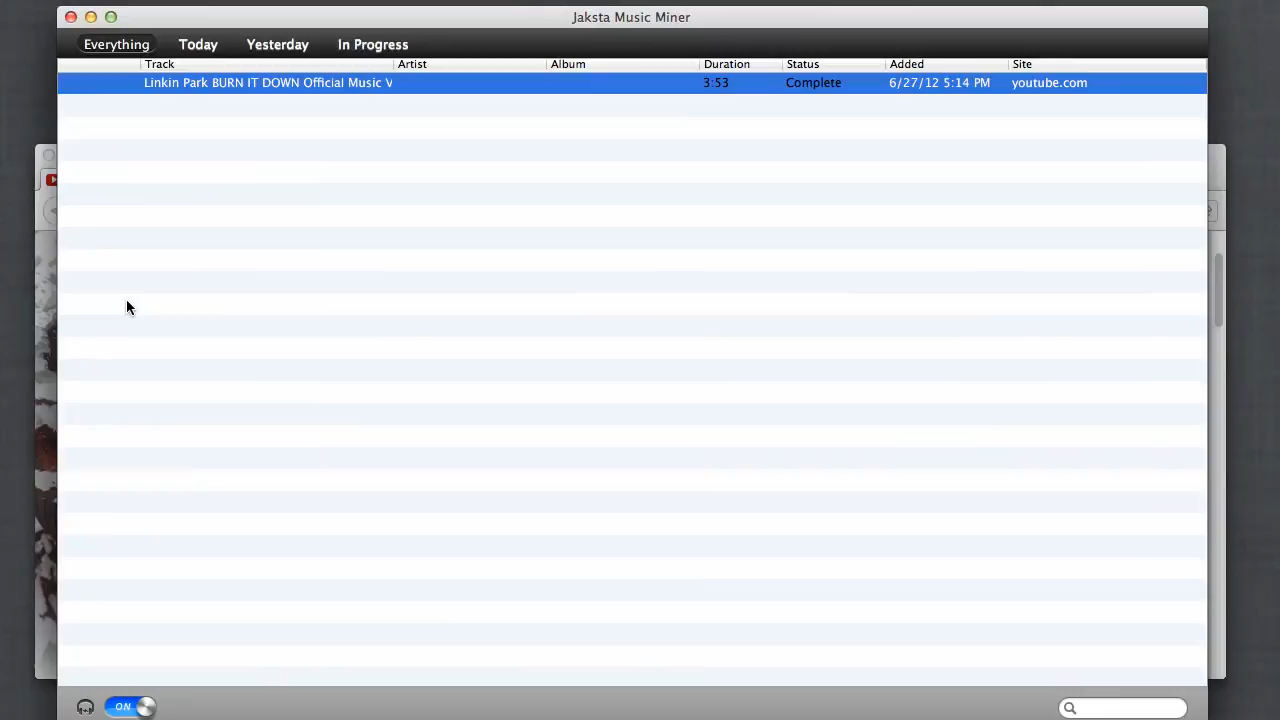 Jaksta Music Miner
Everything Today Yesterday In Progress
Track Artist Album Duration Status Added Site
Linkin Park BURN IT DOWN Official Music V 3:53 Complete 6/27/12 5:14 PM youtube.com
ON